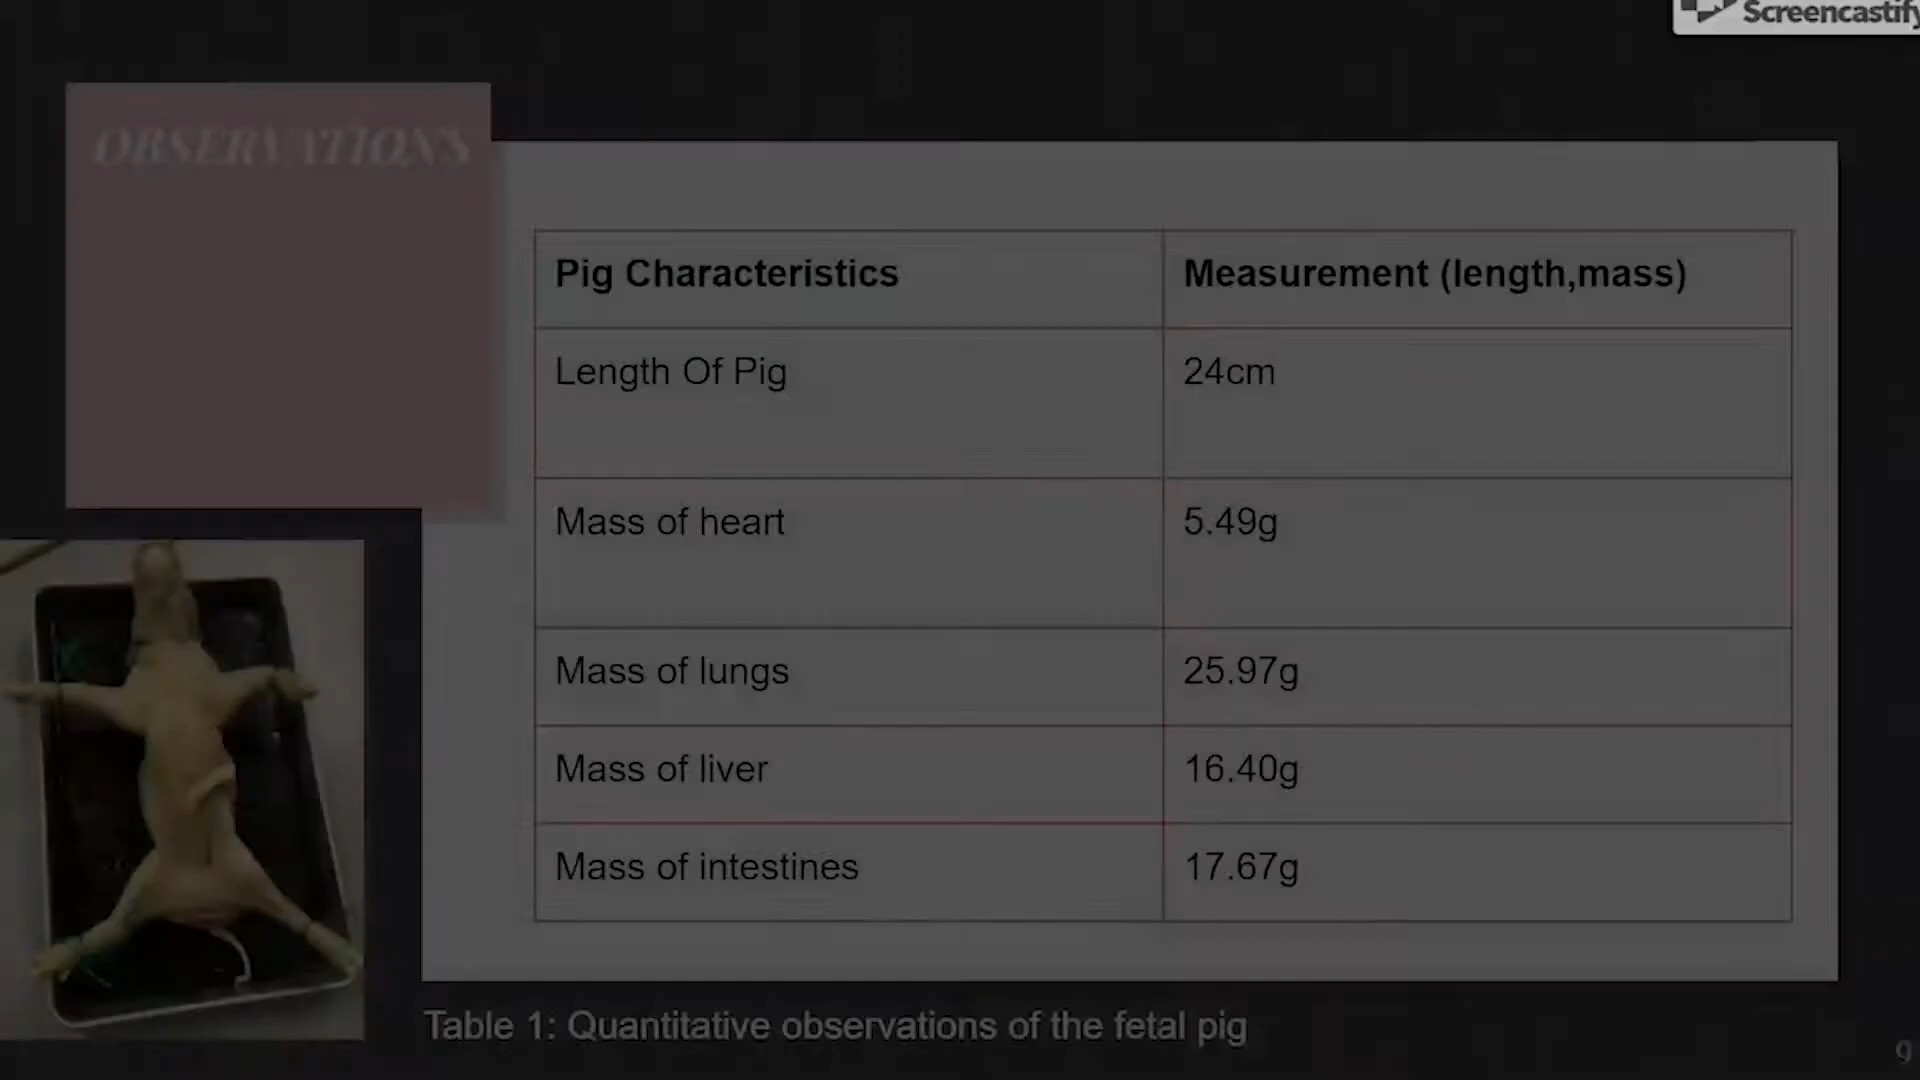 Screencastify
OBSERVATIONS
Pig Characteristics
Measurement (length,mass)
Length Of Pig
24cm
Mass of heart
5.49g
Mass of lungs
25.97g
Mass of liver
16.40g
Mass of intestines
17.67g
Table 1: Quantitative observations of the fetal pig
9